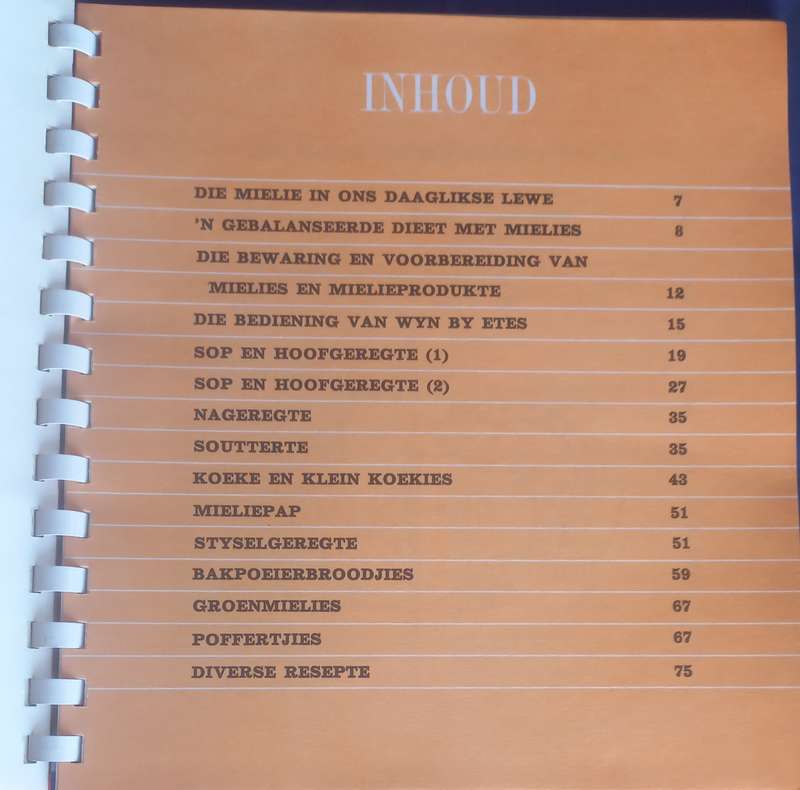 INHOUD
DIE MIELIE IN ONS DAAGLIKSE LEWE 7
'N GEBALANSEERDE DIEET MET MIELIES 8
DIE BEWARING EN VOORBEREIDING VAN
MIELIES EN MIELIEPRODUKTE 12
DIE BEDIENING VAN WYN BY ETES 15
SOP EN HOOFGEREGTE (1) 19
SOP EN HOOFGEREGTE (2) 27
NAGEREGTE 35
SOUTTERTE 35
KOEKE EN KLEIN KOEKIES 43
MIELIEPAP 51
STYSELGEREGTE 51
BAKPOEIERBROODJIES 59
GROENMIELIES 67
POFFERTJIES 67
DIVERSE RESEPTE 75